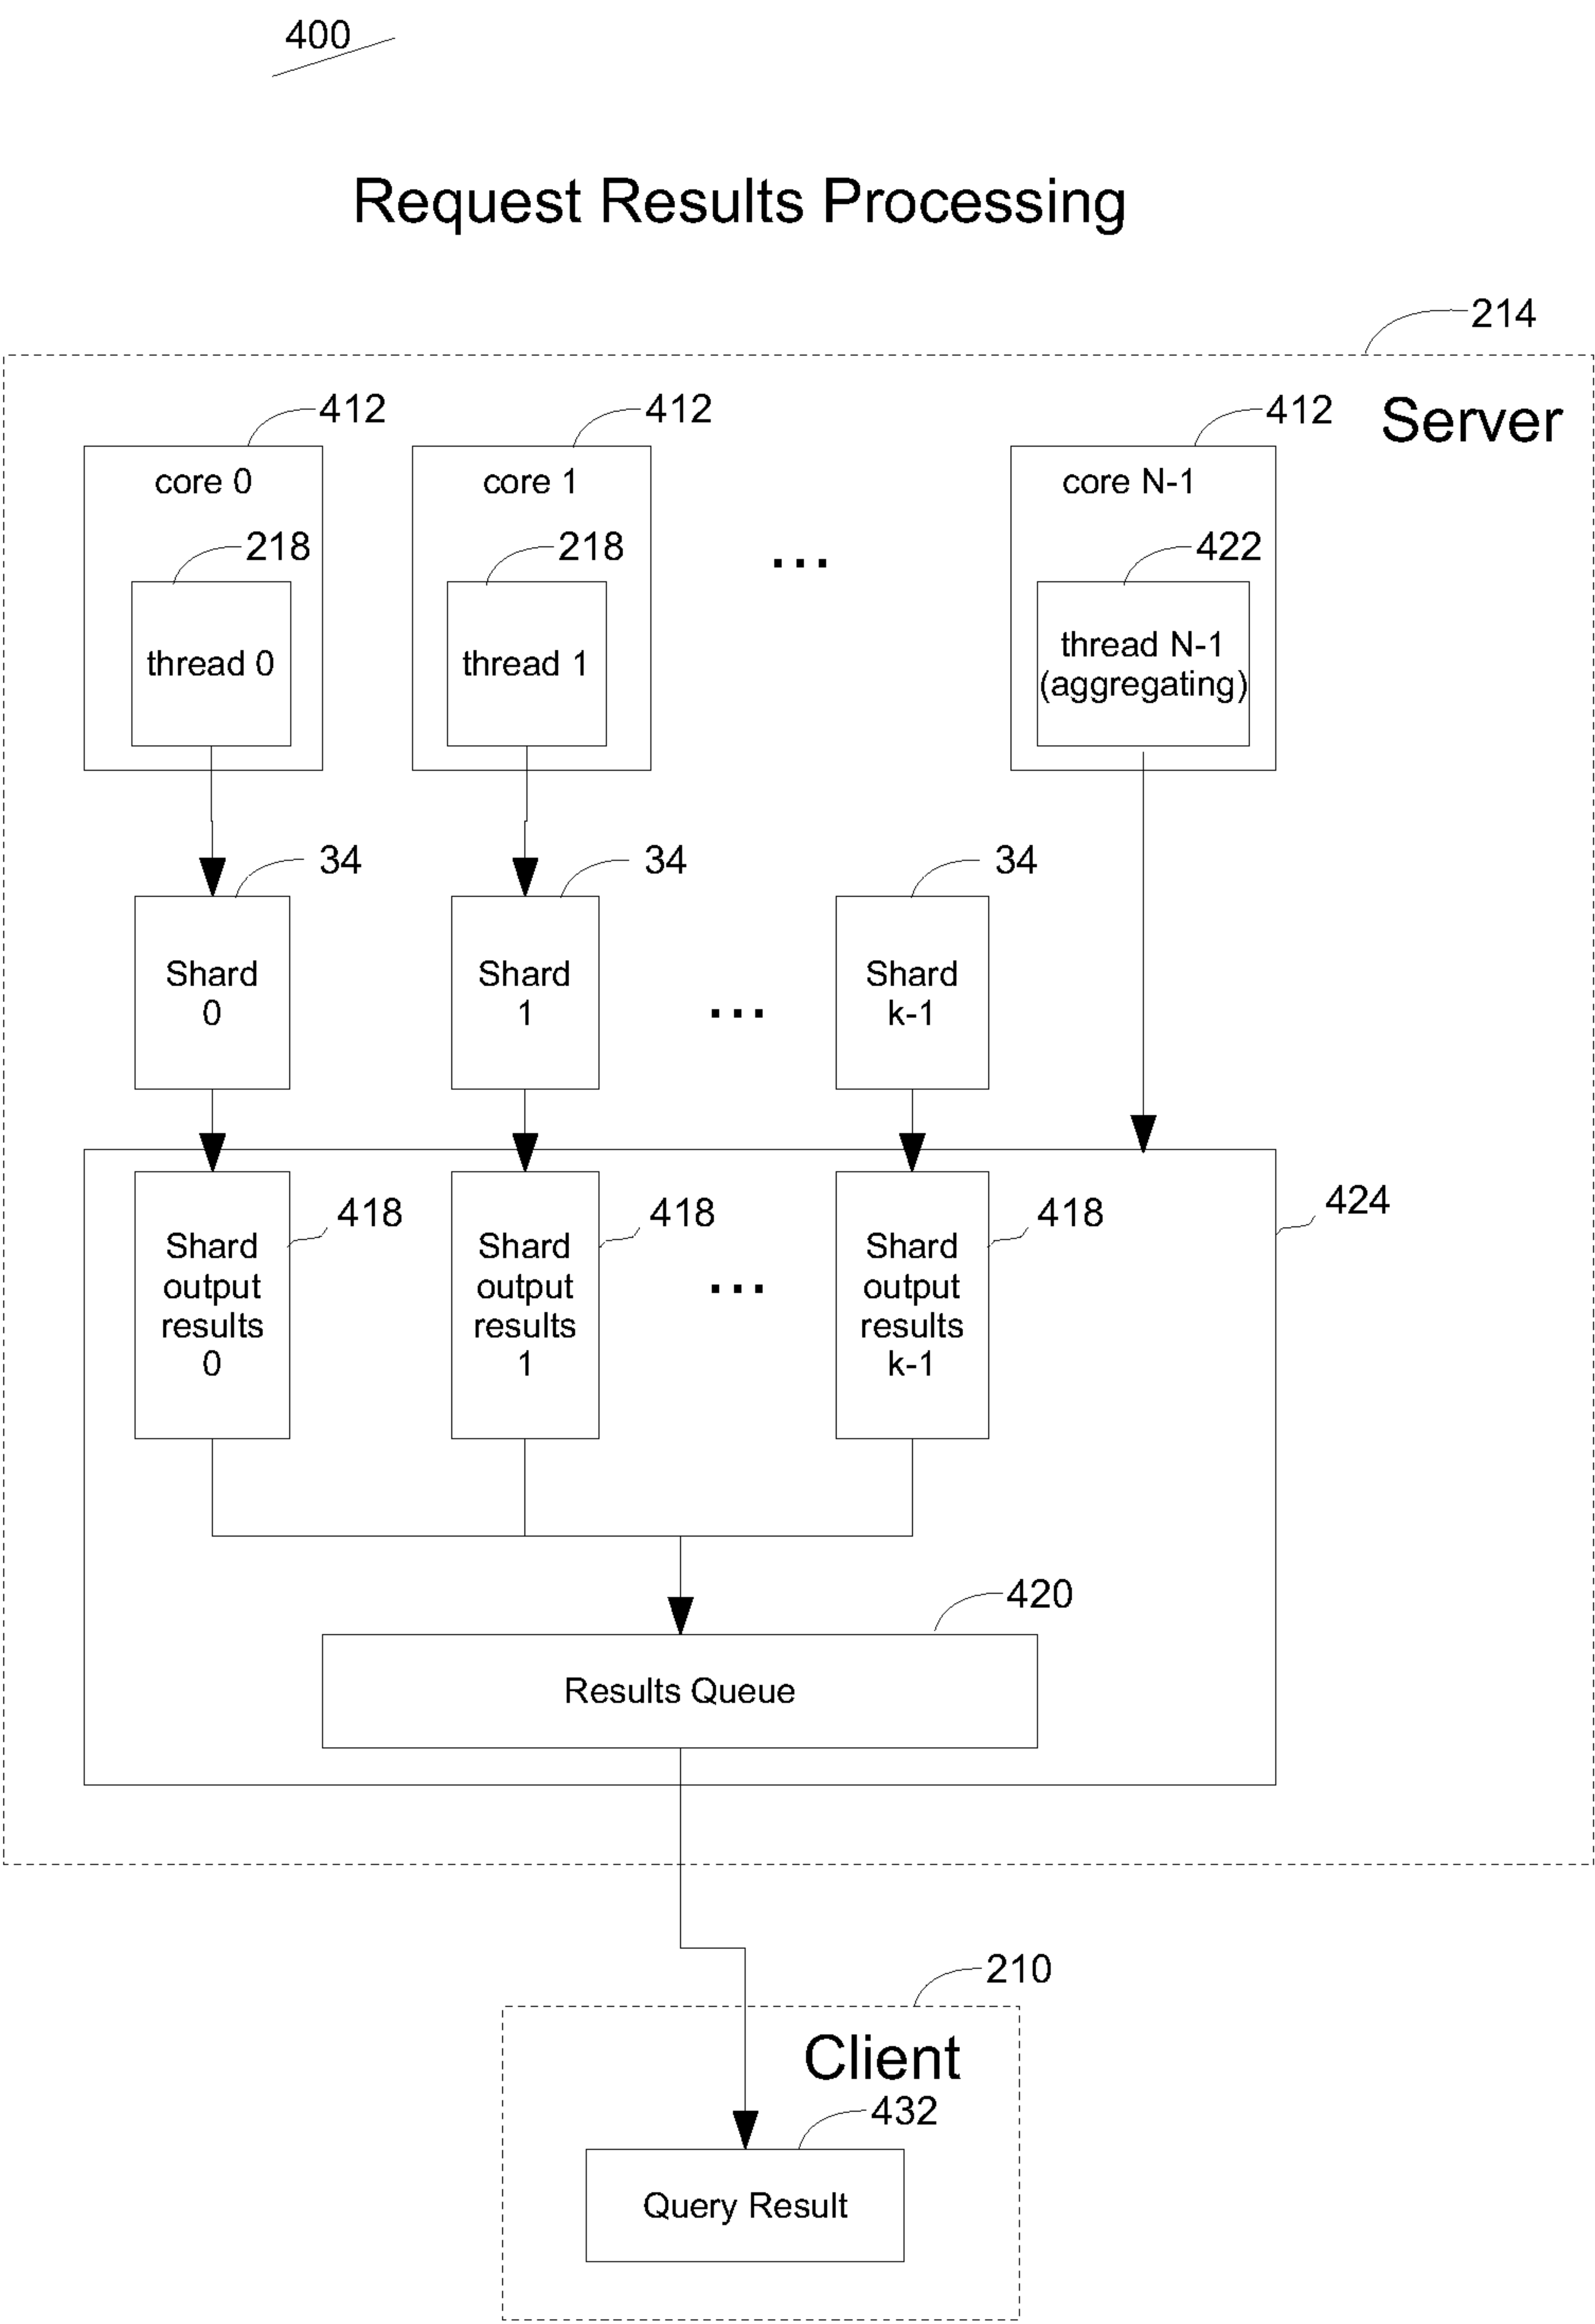 400
Request Results Processing
214
Server
412
412
412
core 0
core 1
core N-1
218
218
422
...
thread 0
thread 1
thread N-1
(aggregating)
34
34
34
Shard
0
Shard
1
...
Shard
k-1
418
418
418
424
Shard
output
results
0
Shard
output
results
1
...
Shard
output
results
k-1
420
Results Queue
210
Client
432
Query Result